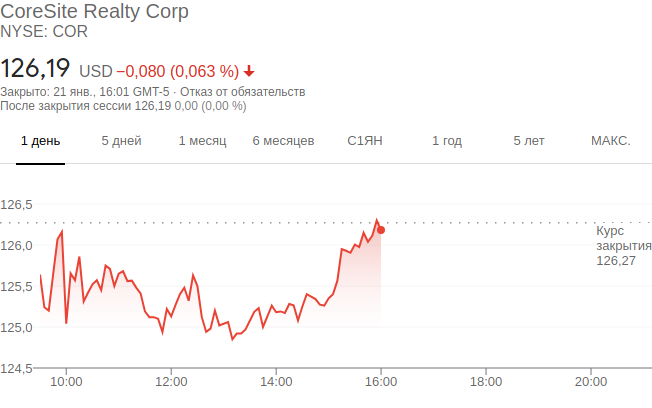 CoreSite Realty Corp
NYSE: COR
126,19 USD −0,080 (0,063 %)
Закрыто: 21 янв., 16:01 GMT-5 · Отказ от обязательств
После закрытия сессии 126,19 0,00 (0,00 %)
1 день 5 дней 1 месяц 6 месяцев С1ЯН 1 год 5 лет МАКС.
126,5
Курс
126,0
закрытия
126,27
125,5
125,0
124,5
10:00 12:00 14:00 16:00 18:00 20:00